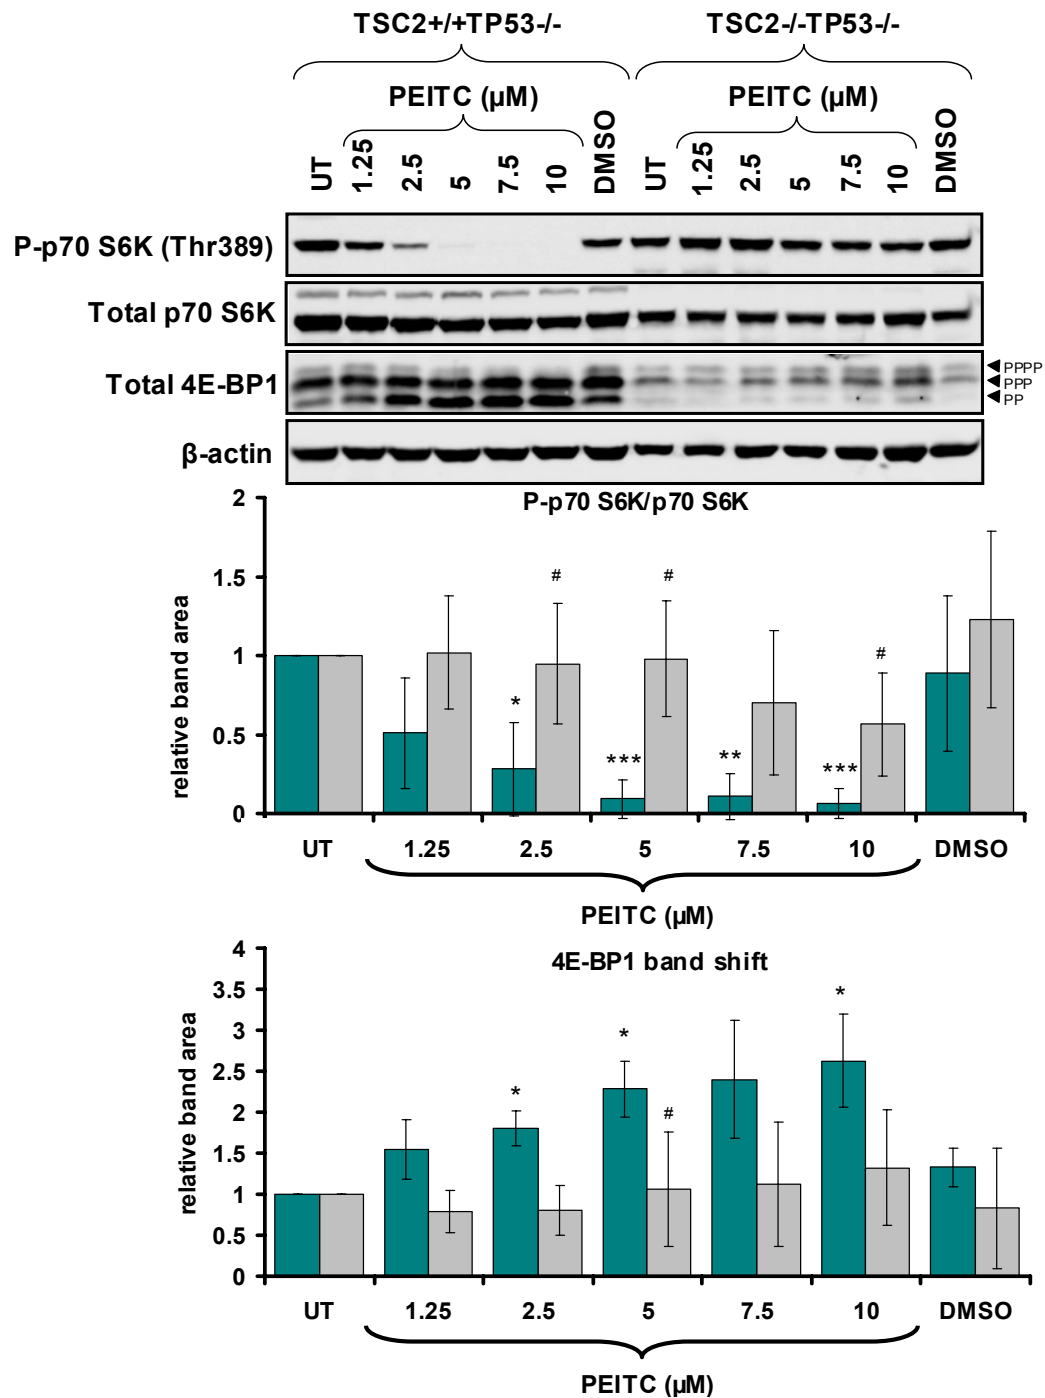 TSC2+/+TP53-/- TSC2-/-TP53-/-
PEITC (µM) PEITC (µM)
UT 1.25 2.5 5 7.5 10 DMSO UT 1.25 2.5 5 7.5 10 DMSO
P-p70 S6K (Thr389)
Total p70 S6K
Total 4E-BP1
PPPP
PPP
PP
β-actin
P-p70 S6K/p70 S6K
relative band area
2
1.5
1
0.5
0
# #
#
*
*** ** ***
UT 1.25 2.5 5 7.5 10 DMSO
PEITC (µM)
4E-BP1 band shift
relative band area
4
3.5
3
2.5
2
1.5
1
0.5
0
*
*
*
#
UT 1.25 2.5 5 7.5 10 DMSO
PEITC (µM)